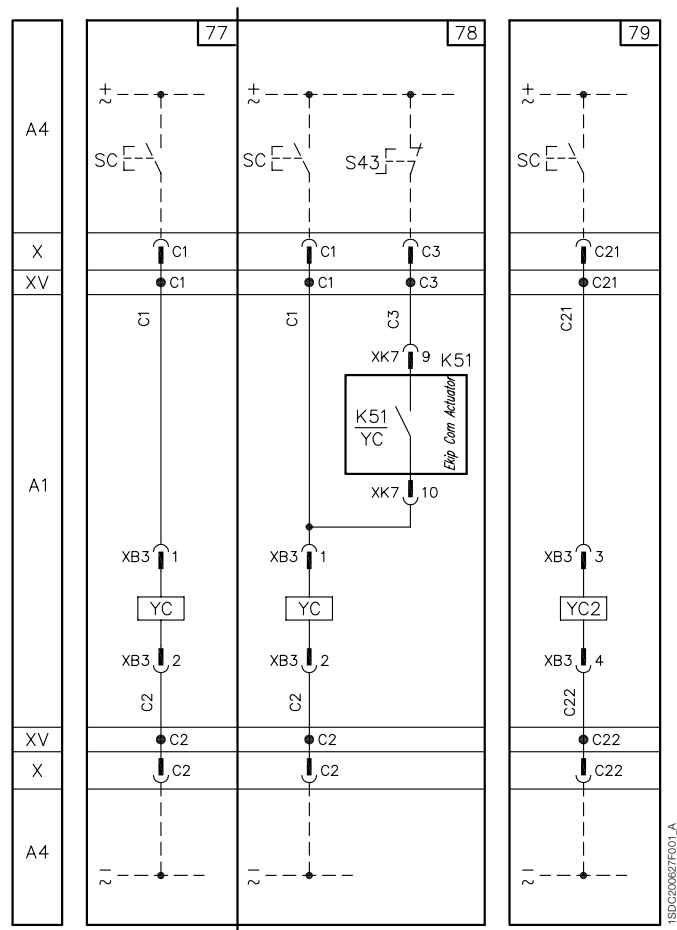 77
78
79
A4
+
~
+
~
+
~
SC
SC
S43
SC
X
C1
C1
C3
C21
XV
C1
C1
C3
C21
C1
C1
C3
C21
XK7 9 K51
K51
YC
Ekip Com Actuator
A1
XK7 10
XB3 1
XB3 1
XB3 3
YC
YC
YC2
XB3 2
XB3 2
XB3 4
C2
C2
C22
XV
C2
C2
C22
X
C2
C2
C22
A4
–
~
–
~
–
~
1SDC200627F001_A